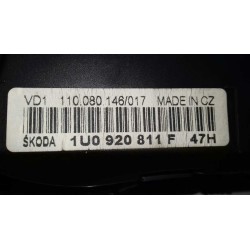 VD1 110.080 146/017 MADE IN CZ
ŠKODA 1U0 920 811 F 47H